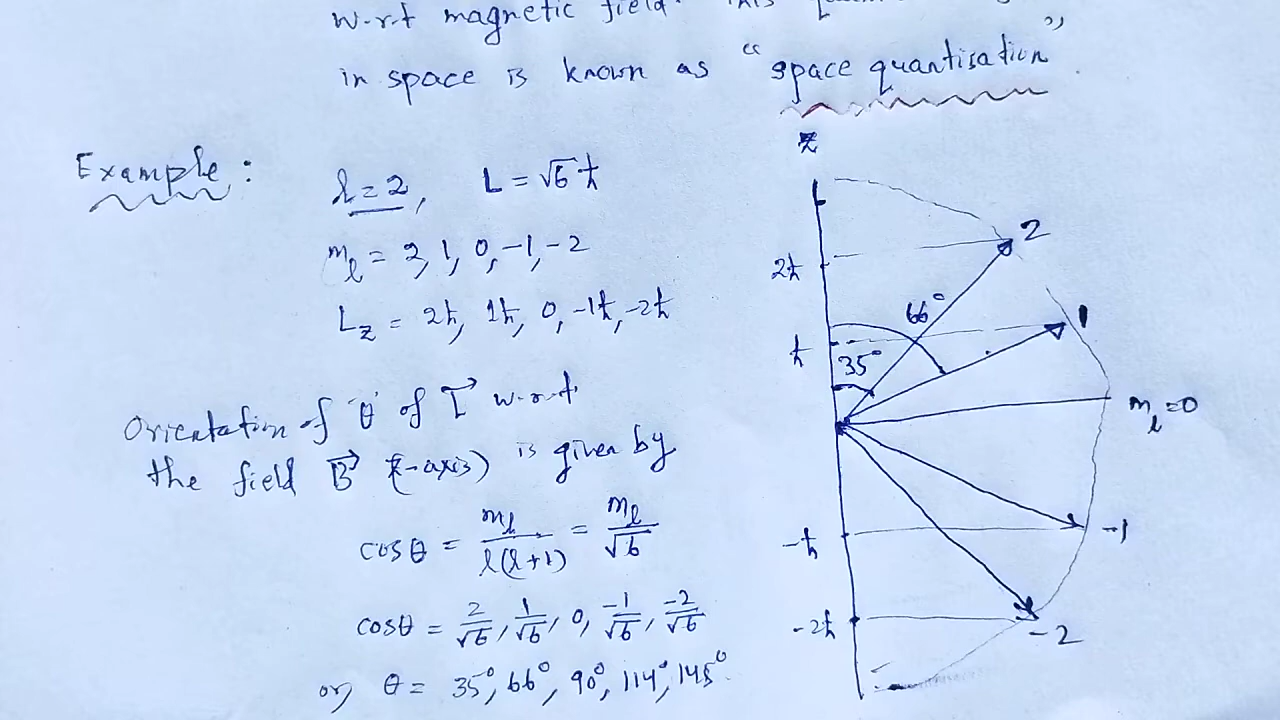 w.r.t magnetic field. This
in space is known as "space quantisation"
Example:
l = 2, L = √6 ħ
m_l = 2, 1, 0, -1, -2
L_z = 2ħ, 1ħ, 0, -1ħ, -2ħ
Orientation of 'θ' of L⃗ w.r.t
the field B⃗ (z-axis) is given by
cosθ = m_l / l(l+1) = m_l / √6
cosθ = 2/√6, 1/√6, 0, -1/√6, -2/√6
or, θ = 35°, 66°, 90°, 114°, 145°
z
2
2ħ
66°
1
ħ
35°
m_l = 0
-ħ
-1
-2ħ
-2